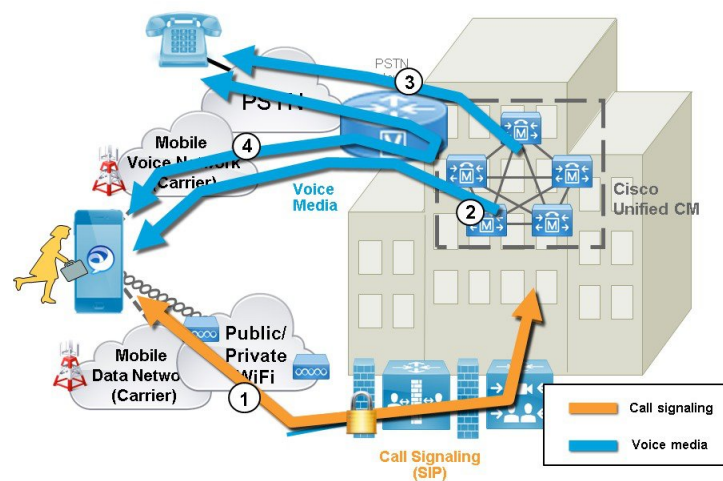 PSTN
3
PSTN
M
Mobile
Voice Network
(Carrier)
4
M
Voice
Media
M
M
2
M
M
Cisco
Unified CM
Public/
Private
WiFi
Mobile
Data Network
(Carrier)
1
Call signaling
Voice media
Call Signaling
(SIP)